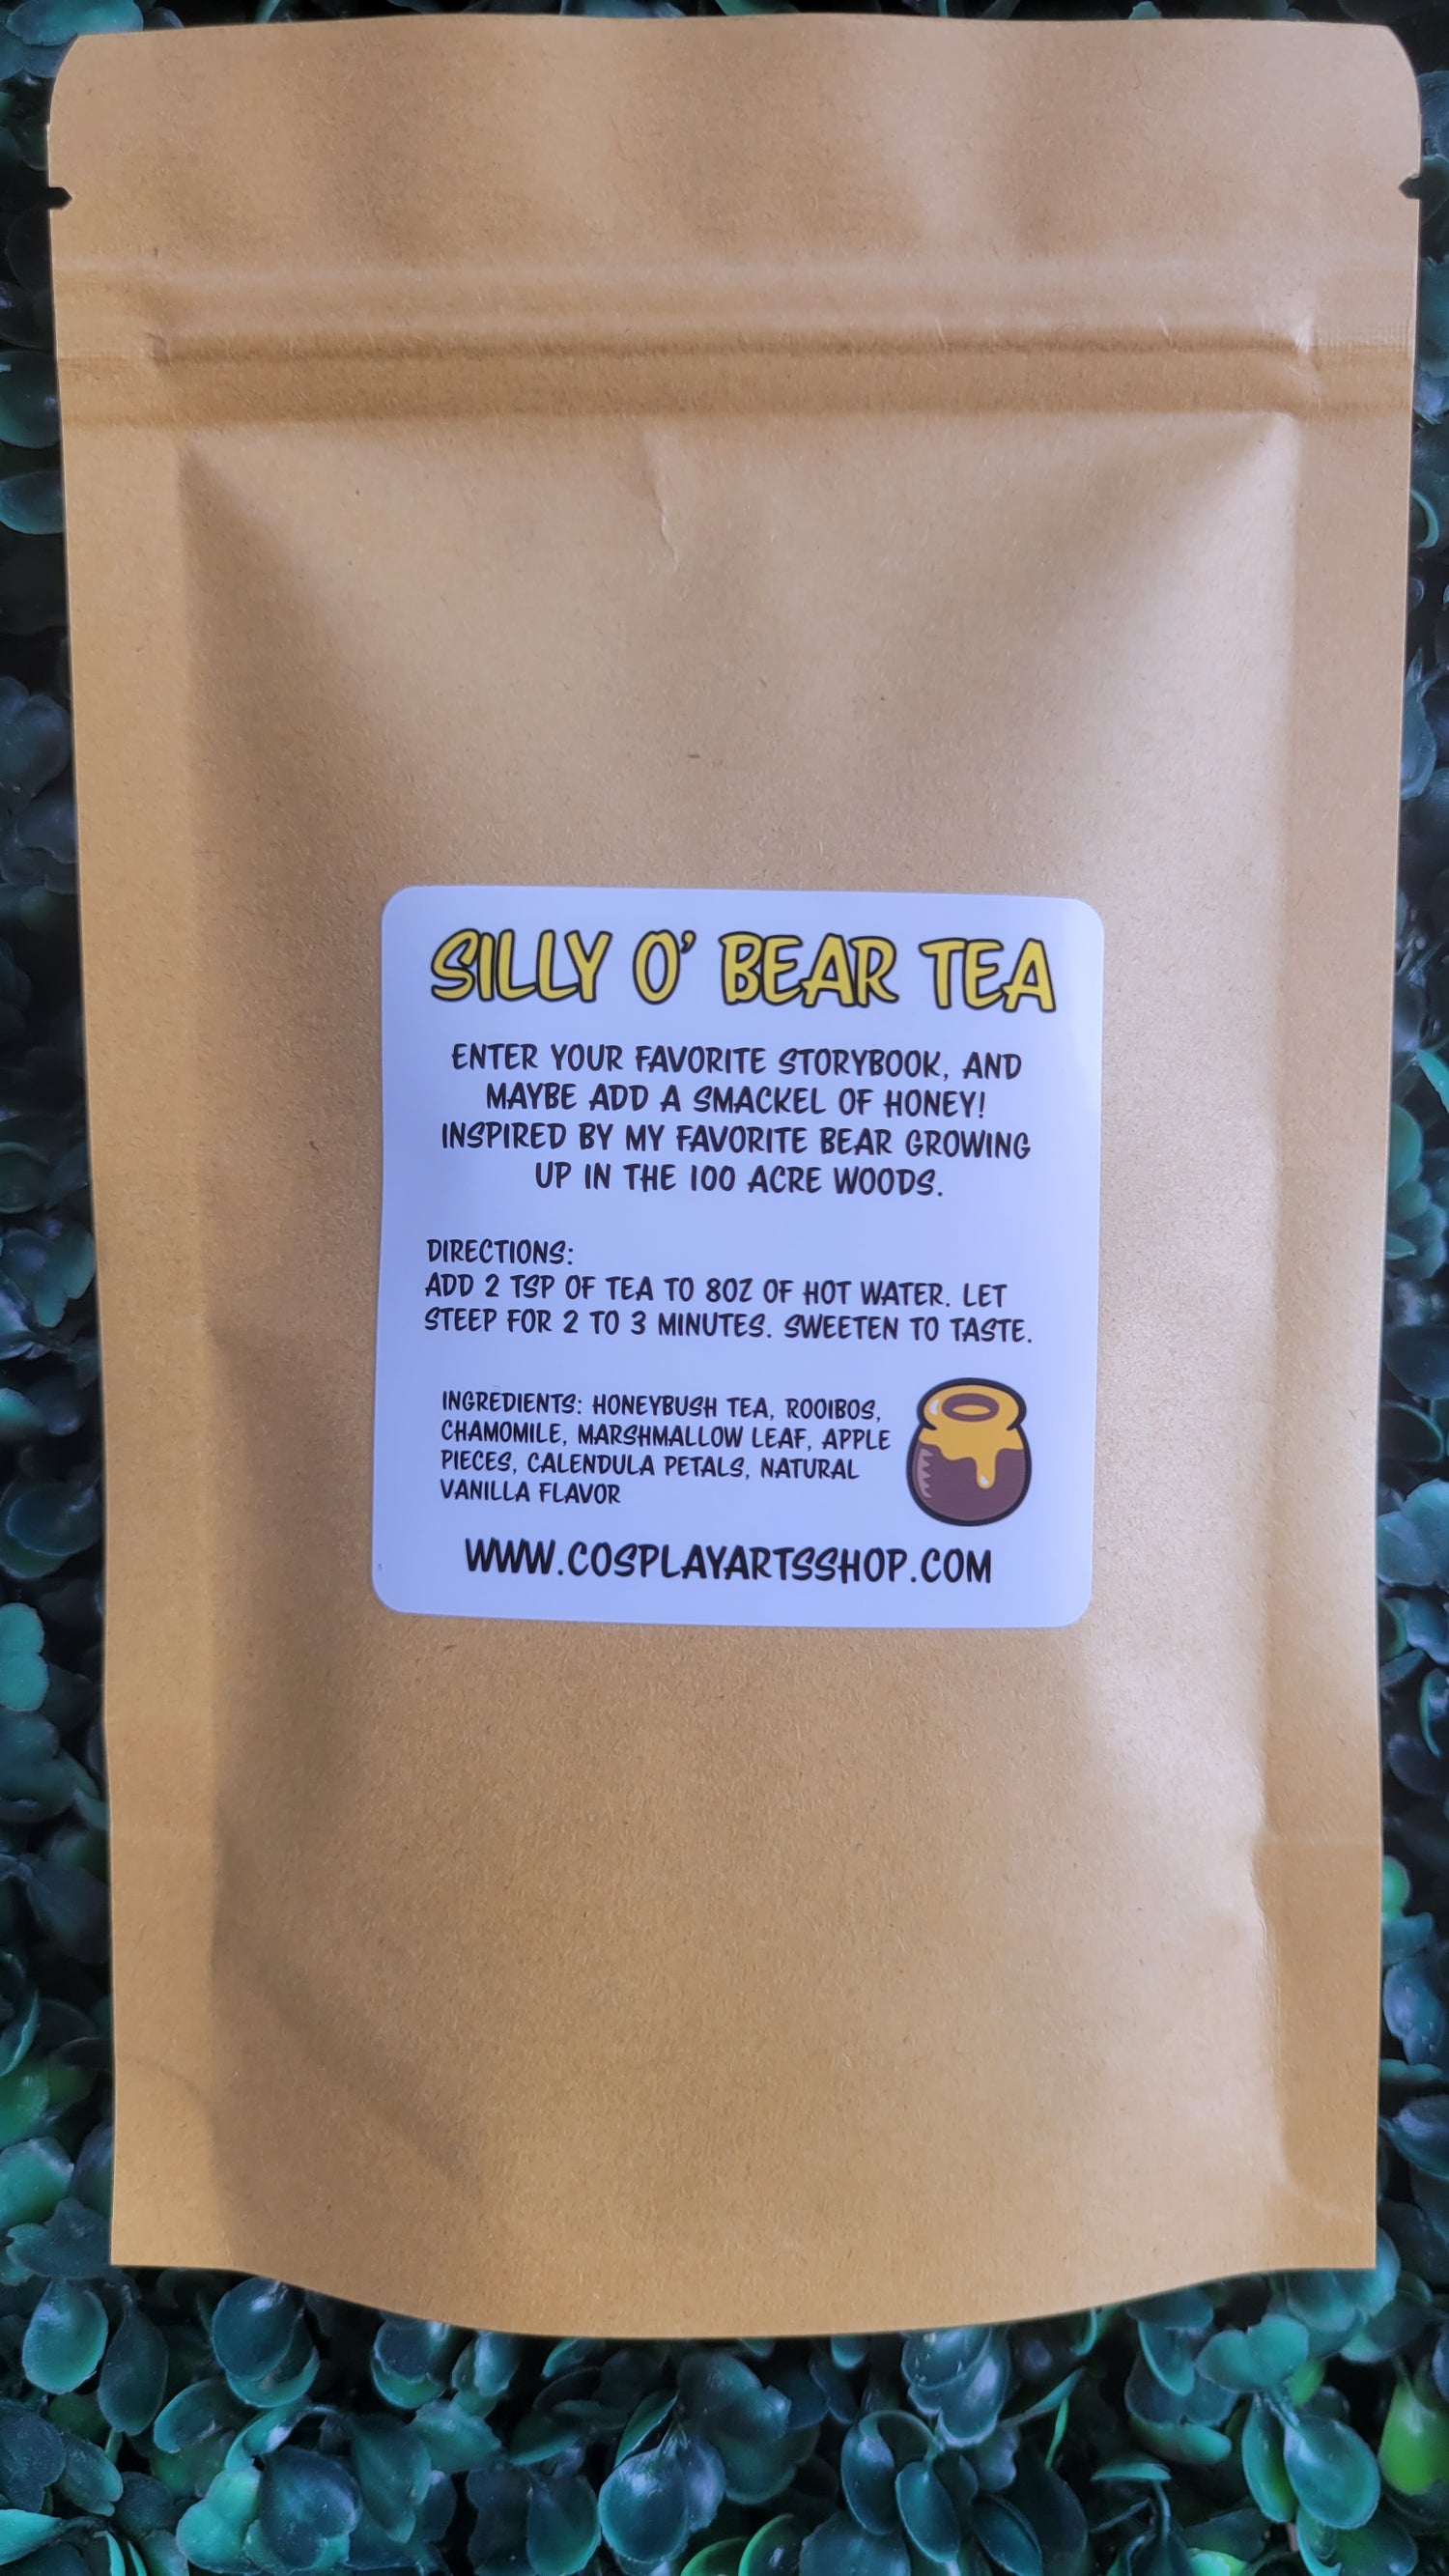 SILLY O' BEAR TEA
ENTER YOUR FAVORITE STORYBOOK, AND
MAYBE ADD A SMACKEL OF HONEY!
INSPIRED BY MY FAVORITE BEAR GROWING
UP IN THE 100 ACRE WOODS.
DIRECTIONS:
ADD 2 TSP OF TEA TO 8OZ OF HOT WATER. LET
STEEP FOR 2 TO 3 MINUTES. SWEETEN TO TASTE.
INGREDIENTS: HONEYBUSH TEA, ROOIBOS,
CHAMOMILE, MARSHMALLOW LEAF, APPLE
PIECES, CALENDULA PETALS, NATURAL
VANILLA FLAVOR
WWW.COSPLAYARTSSHOP.COM